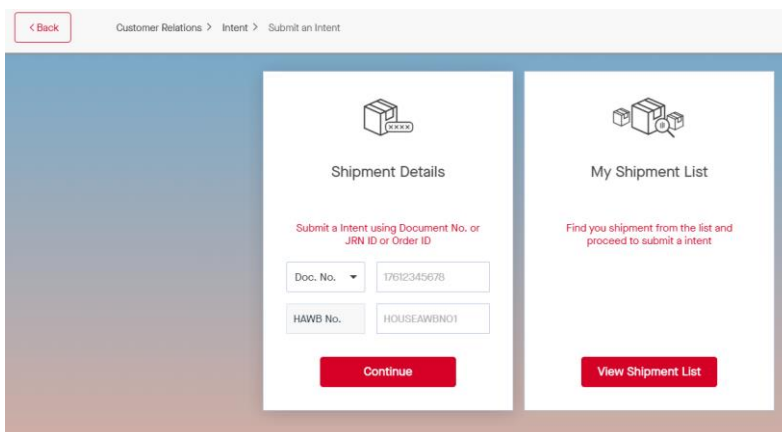 < Back
Customer Relations > Intent > Submit an Intent
xxxx
Shipment Details
Submit a Intent using Document No. or
JRN ID or Order ID
Doc. No.
17612345678
HAWB No.
HOUSEAWBNO1
Continue
My Shipment List
Find you shipment from the list and
proceed to submit a intent
View Shipment List